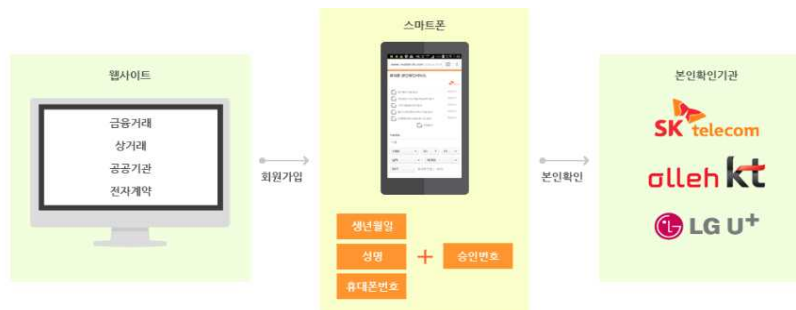 스마트폰
웹사이트
금융거래
상거래
공공기관
전자계약
회원가입
생년월일
성명
휴대폰번호
+
승인번호
본인확인
본인확인기관
SK telecom
olleh kt
LG U+